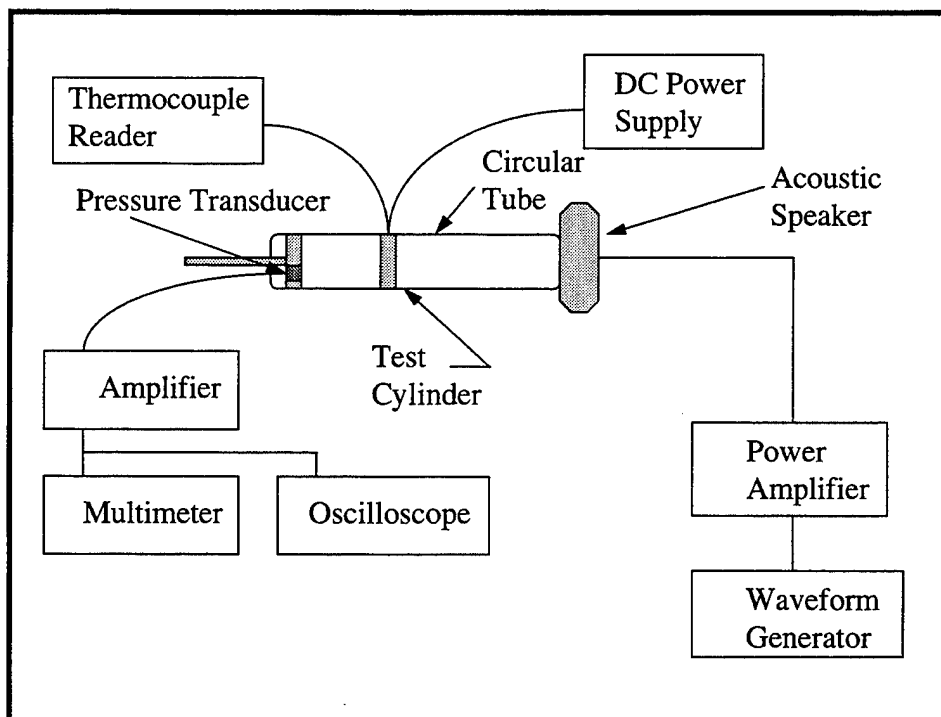 Thermocouple
Reader
DC Power
Supply
Circular
Tube
Acoustic
Speaker
Pressure Transducer
Test
Cylinder
Amplifier
Multimeter
Oscilloscope
Power
Amplifier
Waveform
Generator